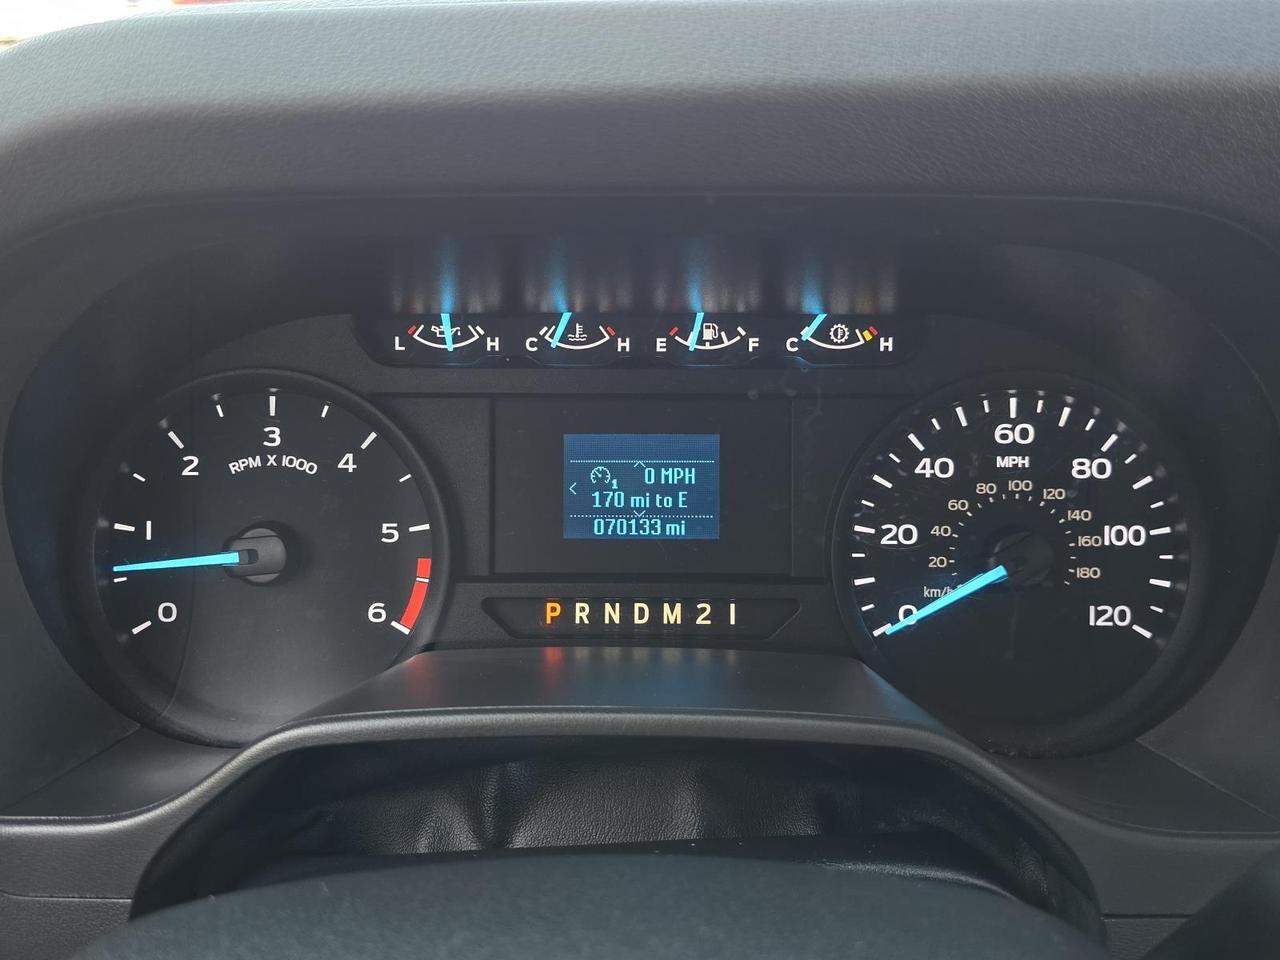 L H C H E F C H
3
2 4
RPM X 1000
1 5
0 6
1 0 MPH
170 mi to E
070133 mi
P R N D M 2 1
60
MPH
40 80
20 100
0 120
80 100 120
60 140
40 160
20 180
km/h